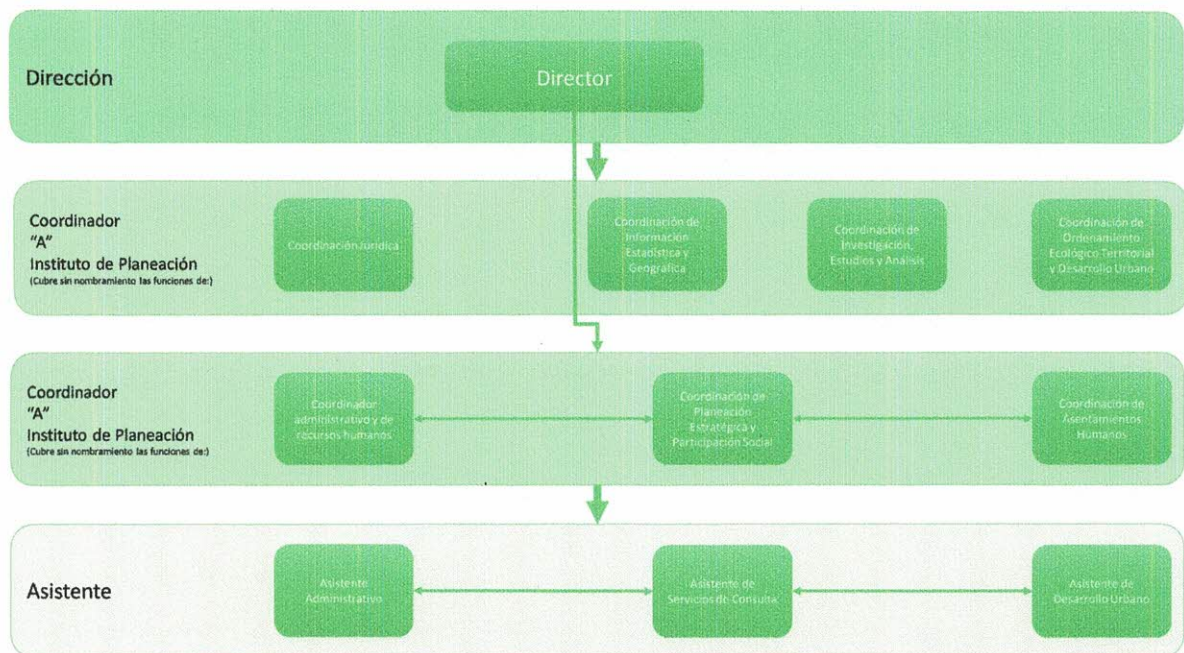 Dirección
Director
Coordinador
"A"
Instituto de Planeación
(Cubre sin nombramiento las funciones de:)
Coordinación Jurídica
Coordinación de
Información
Estadística y
Geográfica
Coordinación de
Investigación,
Estudios y Análisis
Coordinación de
Ordenamiento
Ecológico Territorial
y Desarrollo Urbano
Coordinador
"A"
Instituto de Planeación
(Cubre sin nombramiento las funciones de:)
Coordinador
administrativo y de
recursos humanos
Coordinación de
Planeación
Estratégica y
Participación Social
Coordinación de
Asentamientos
Humanos
Asistente
Asistente
Administrativo
Asistente de
Servicios de Consulta
Asistente de
Desarrollo Urbano